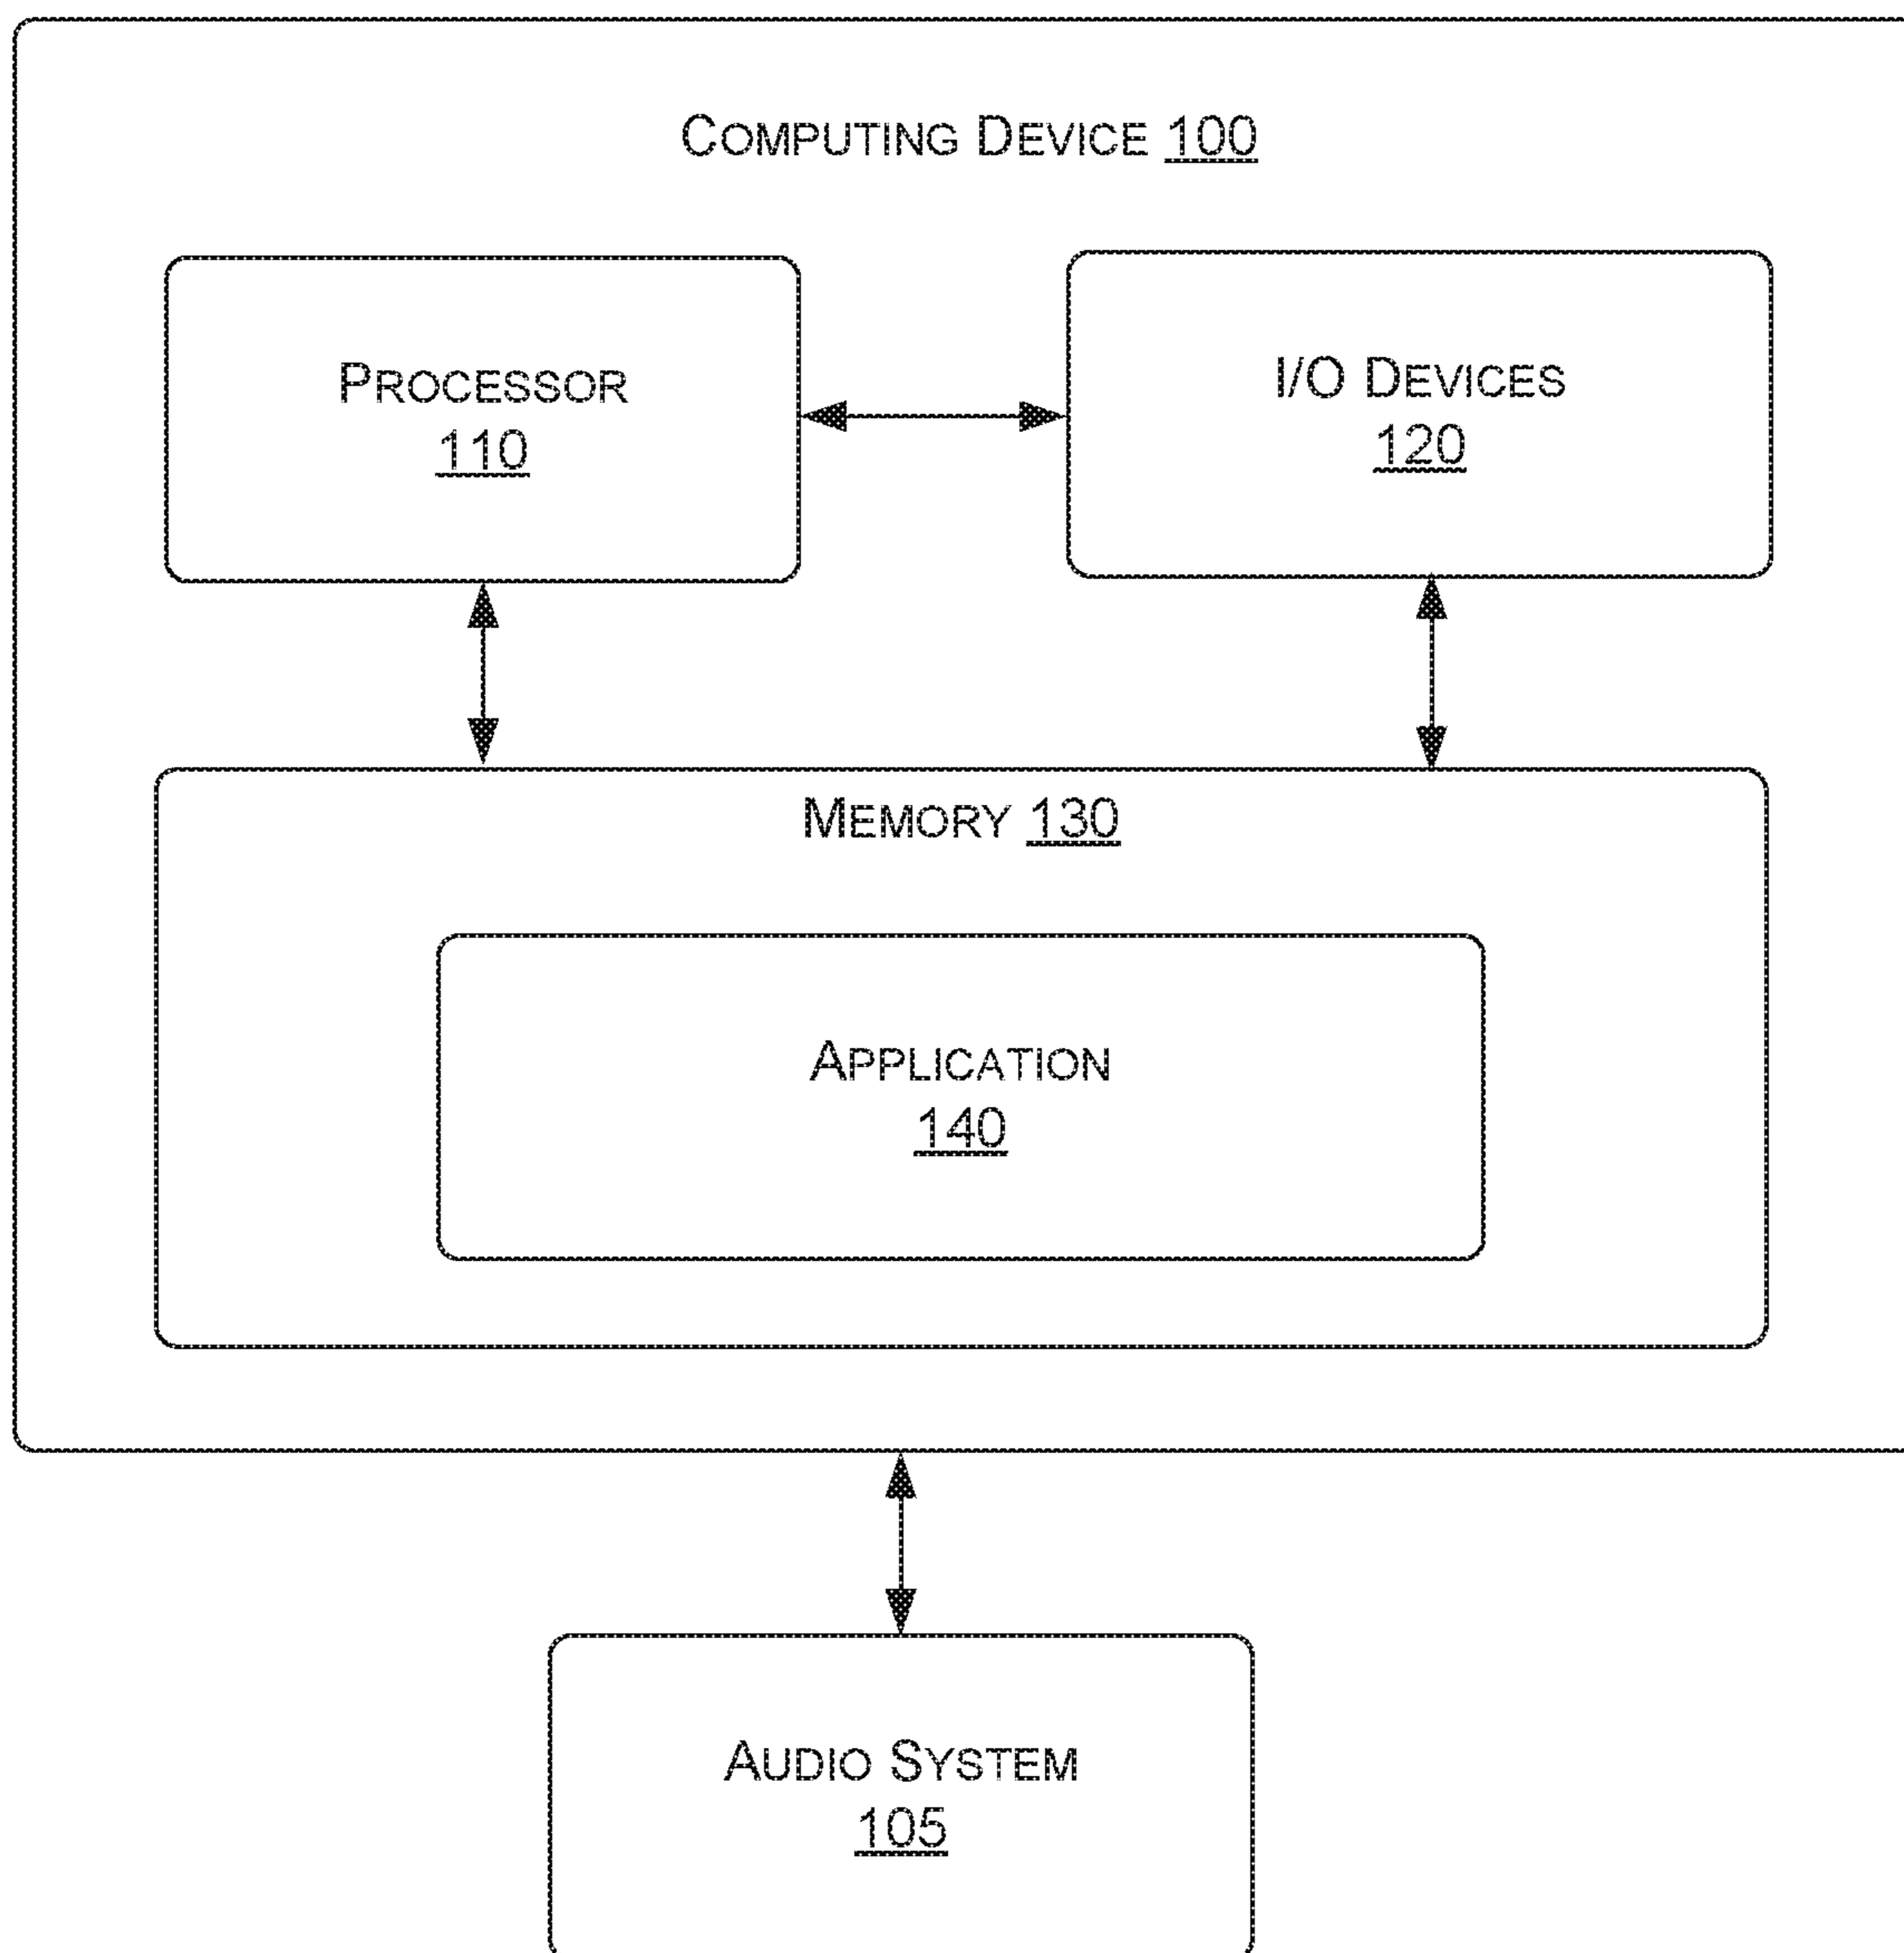 COMPUTING DEVICE 100
PROCESSOR
110
I/O DEVICES
120
MEMORY 130
APPLICATION
140
AUDIO SYSTEM
105